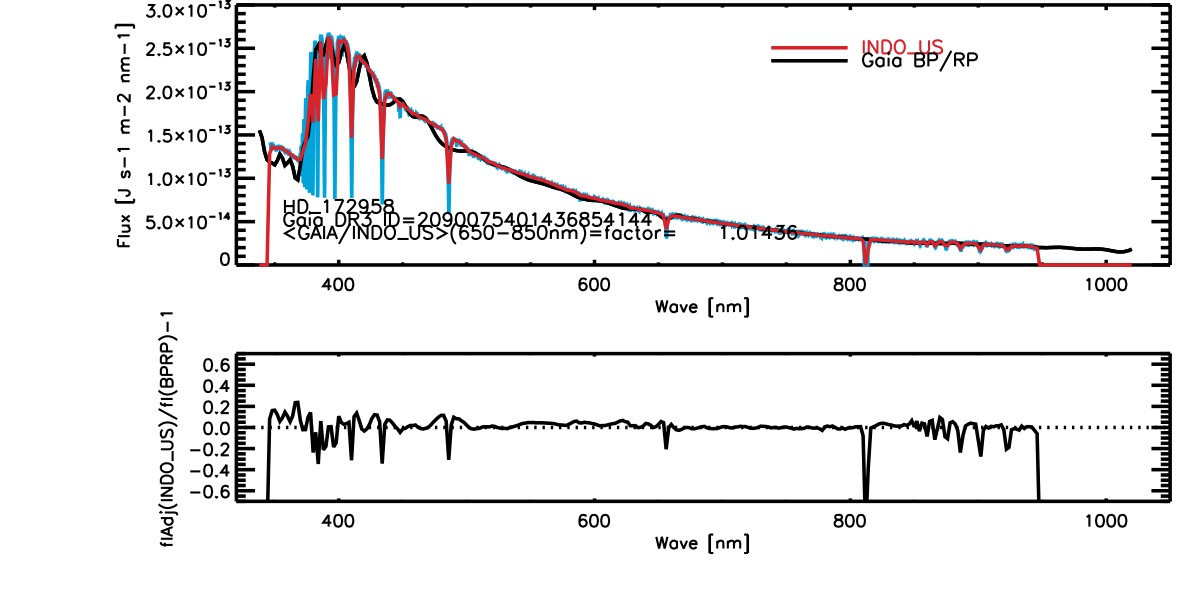 3.0×10⁻¹³
2.5×10⁻¹³
2.0×10⁻¹³
1.5×10⁻¹³
1.0×10⁻¹³
5.0×10⁻¹⁴
0
Flux [J s−1 m−2 nm−1]
INDO_US
Gaia BP/RP
HD_172958
Gaia DR3_ID=2090075401436854144
<GAIA/INDO_US>(650−850nm)=factor= 1.01436
400 600 800 1000
Wave [nm]
0.6
0.4
0.2
0.0
−0.2
−0.4
−0.6
flAdj(INDO_US)/fl(BPRP)−1
400 600 800 1000
Wave [nm]